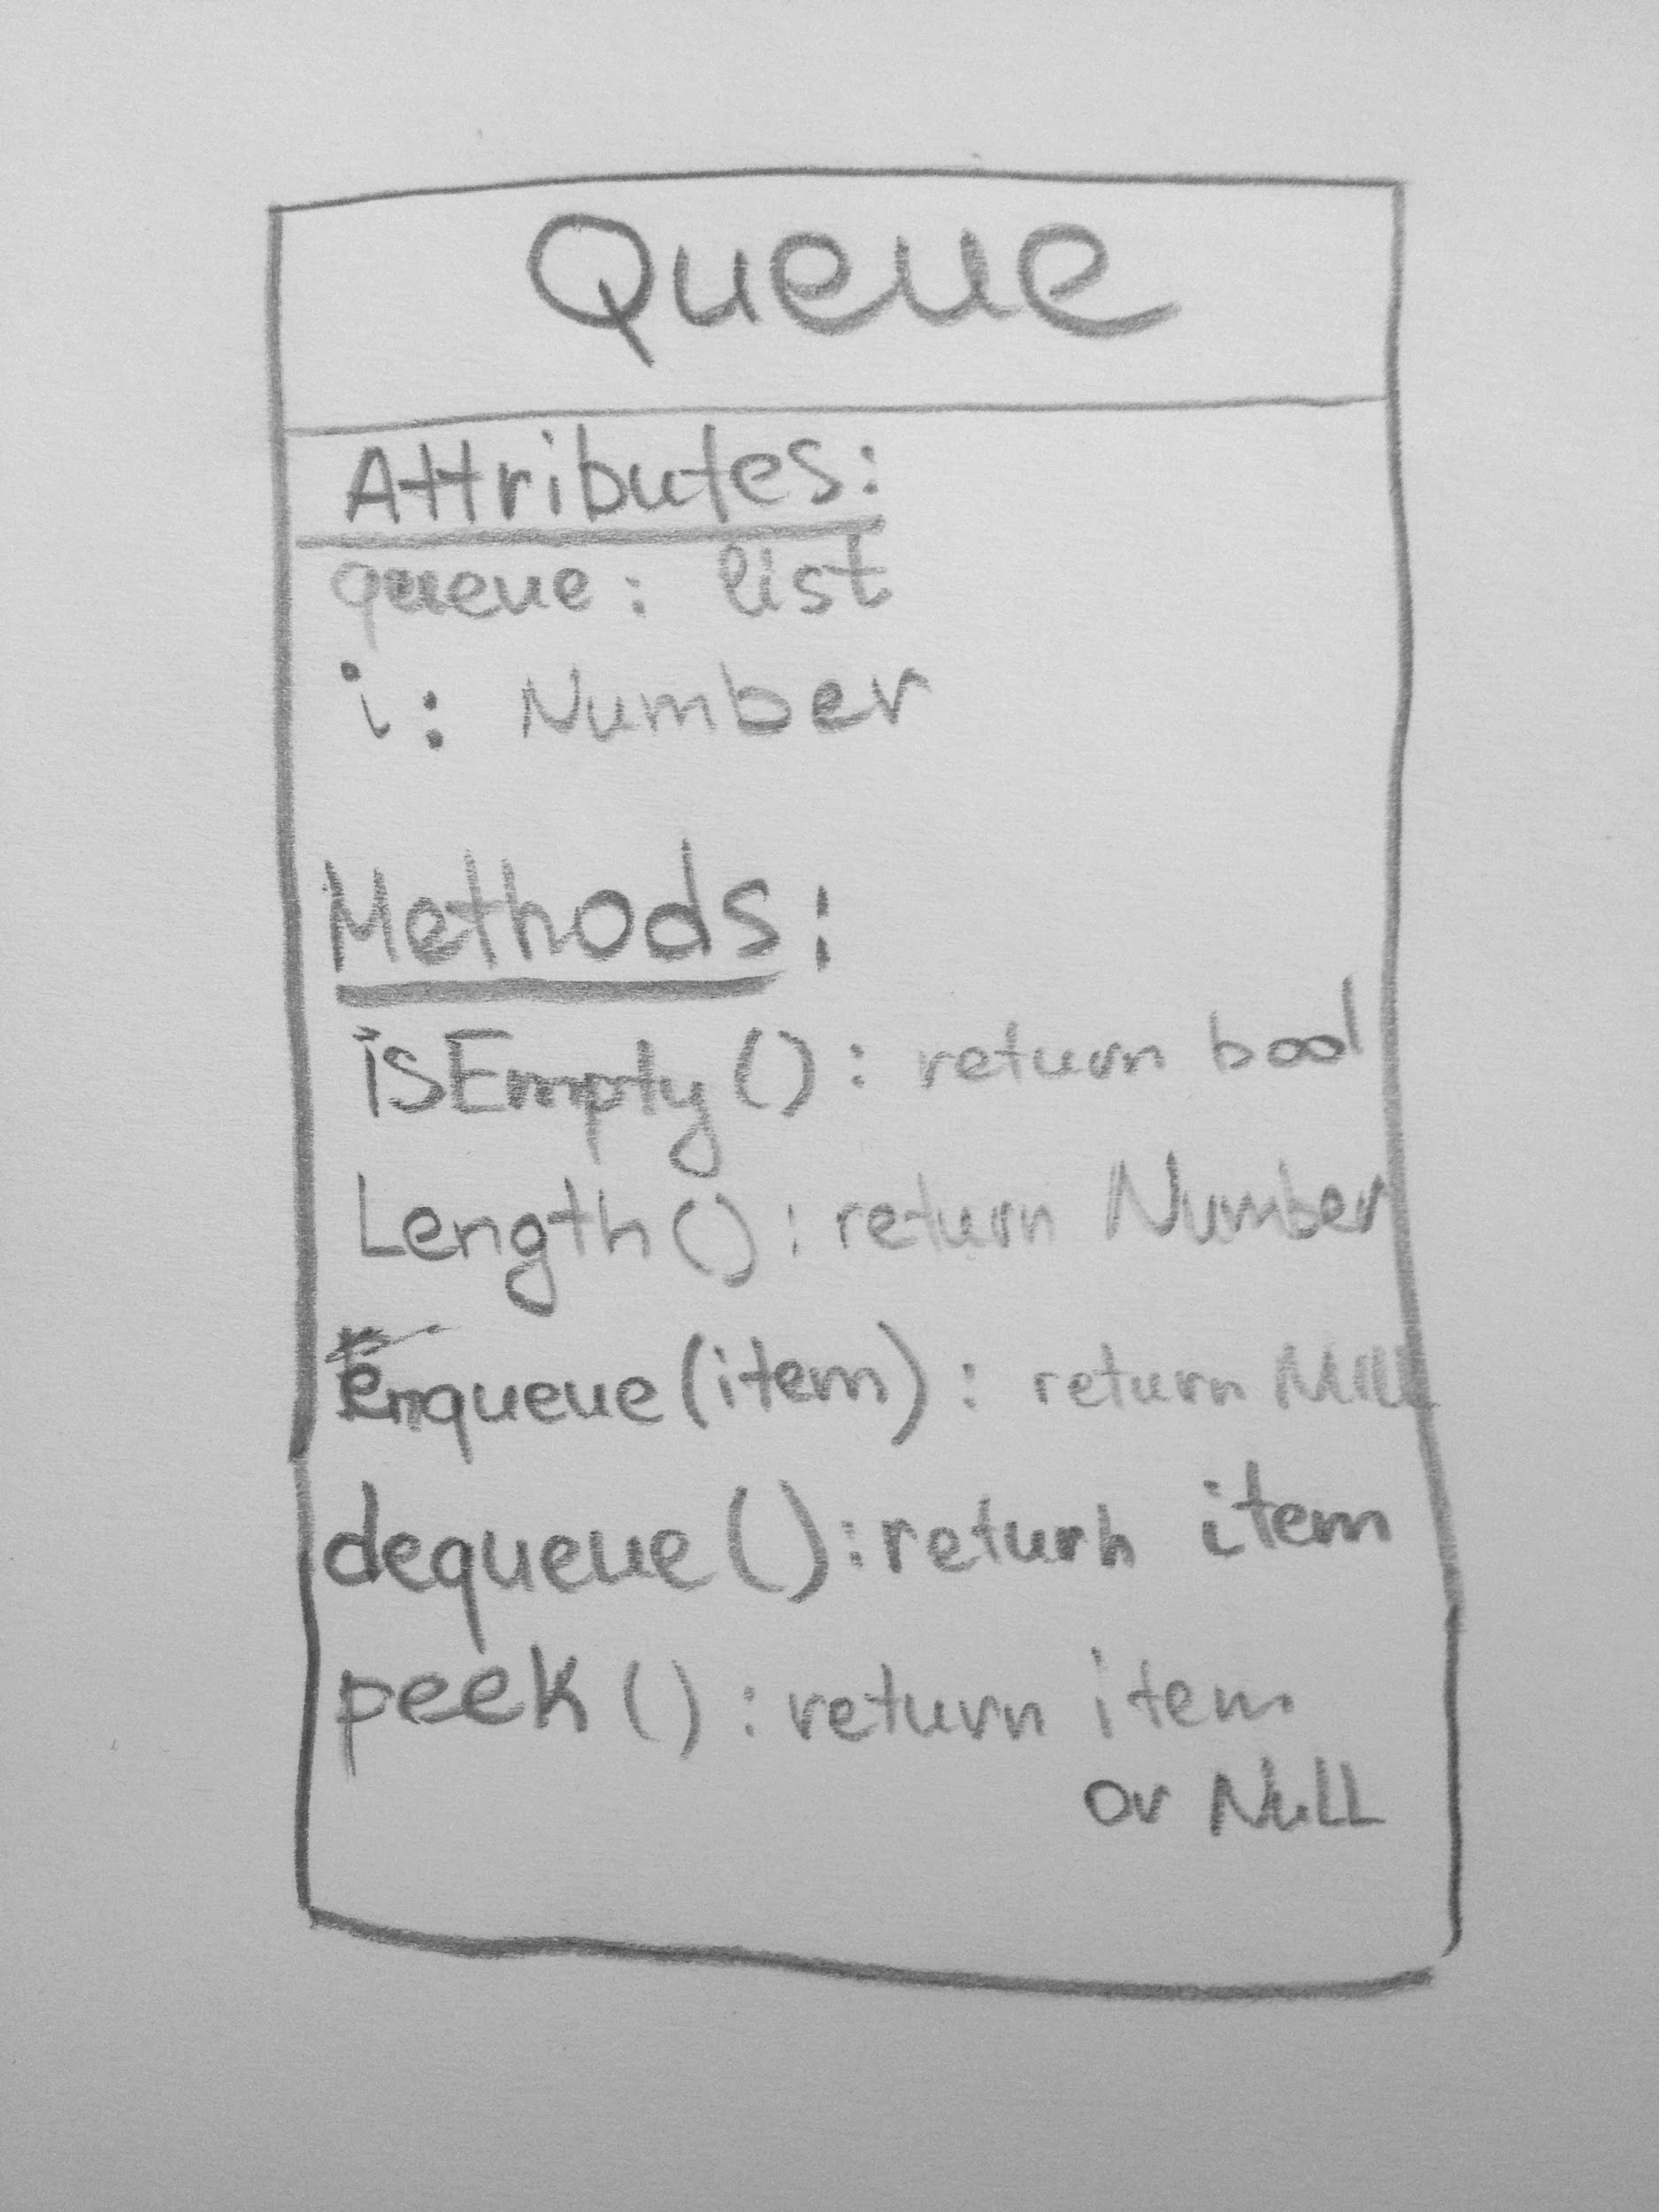 Queue
Attributes:
queue: list
i: Number
Methods:
isEmpty(): return bool
Length(): return Number
enqueue(item): return Null
dequeue(): return item
peek(): return item
or Null